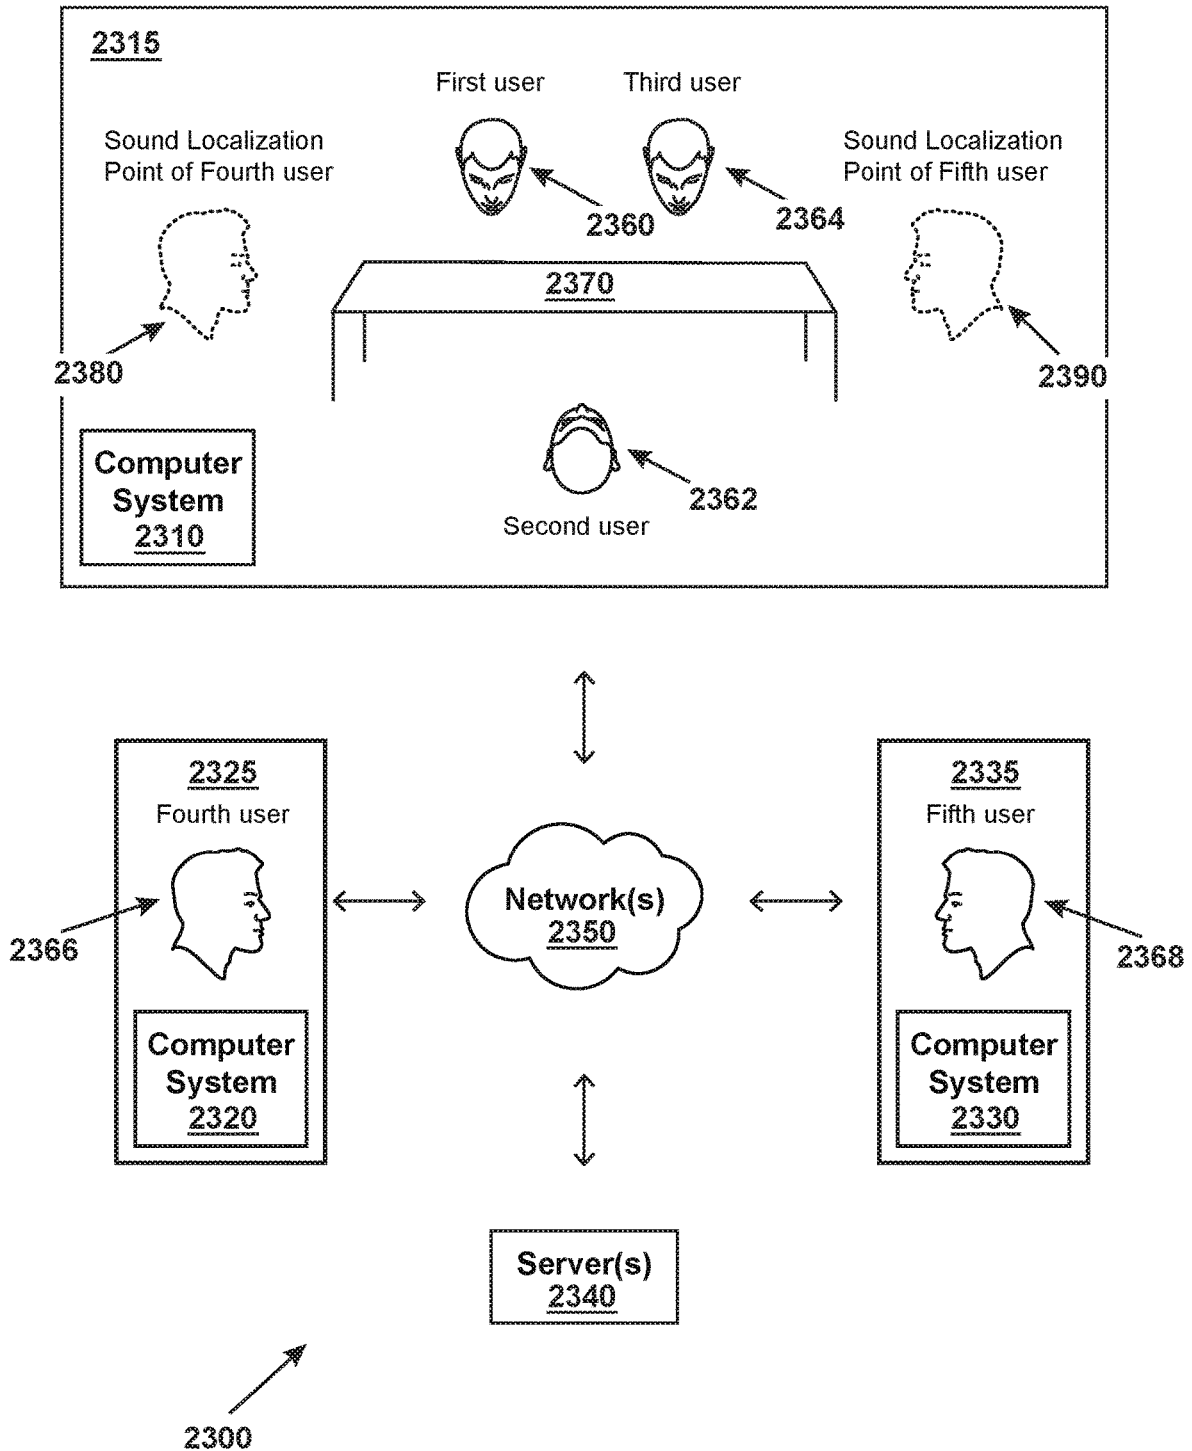 2315
First user
Third user
Sound Localization
Point of Fourth user
Sound Localization
Point of Fifth user
2360
2364
2370
2380
2390
Computer
System
2310
2362
Second user
2325
Fourth user
2335
Fifth user
Network(s)
2350
2366
2368
Computer
System
2320
Computer
System
2330
Server(s)
2340
2300